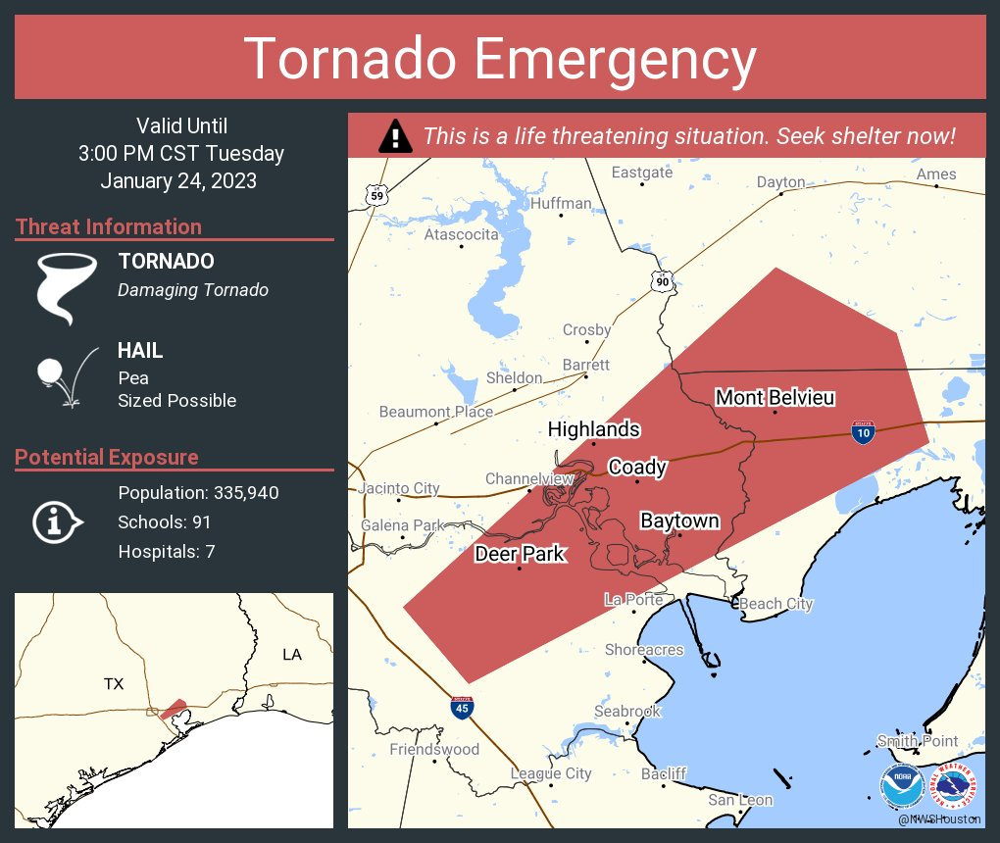 Tornado Emergency
Valid Until
3:00 PM CST Tuesday
January 24, 2023
Threat Information
TORNADO
Damaging Tornado
HAIL
Pea
Sized Possible
Potential Exposure
Population: 335,940
Schools: 91
Hospitals: 7
TX
LA
This is a life threatening situation. Seek shelter now!
Eastgate
Dayton
Ames
59
Huffman
Atascocita
90
Crosby
Barrett
Sheldon
Mont Belvieu
Beaumont Place
Highlands
10
Coady
Channelview
Jacinto City
Galena Park
Baytown
Deer Park
La Porte
Beach City
Shoreacres
45
Seabrook
Friendswood
Smith Point
League City
Bacliff
San Leon
NOAA
NATIONAL WEATHER SERVICE
@NWSHouston